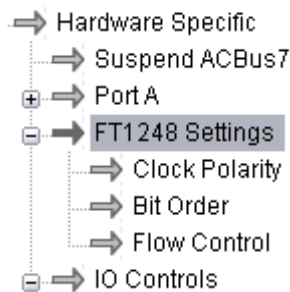 Hardware Specific
Suspend ACBus7
Port A
FT1248 Settings
Clock Polarity
Bit Order
Flow Control
IO Controls